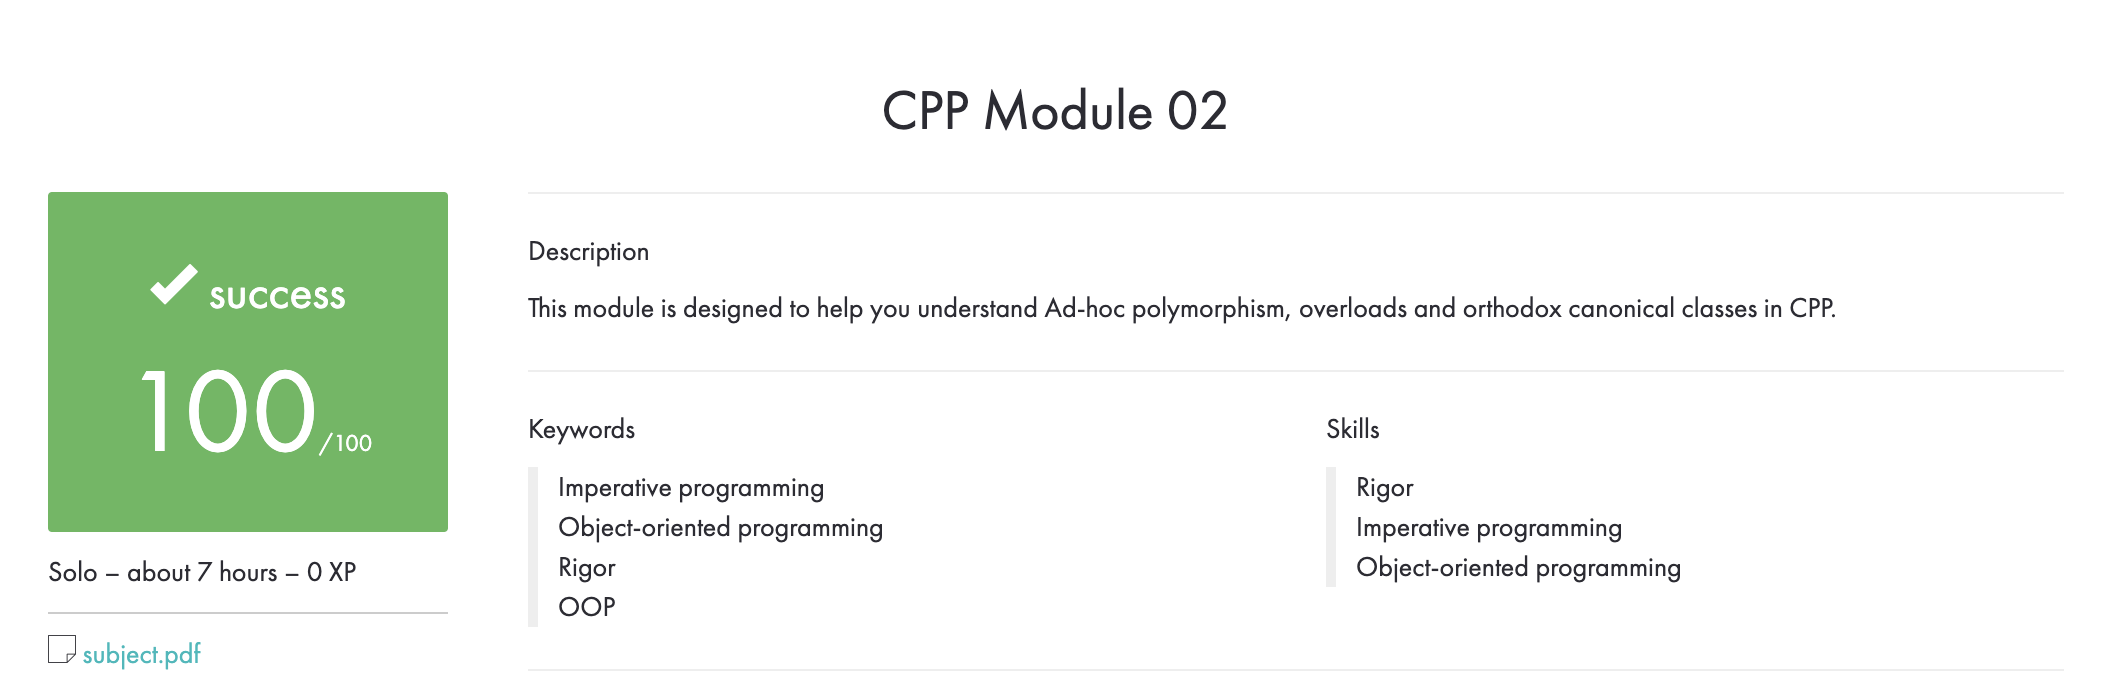 CPP Module 02
success
100/100
Solo – about 7 hours – 0 XP
subject.pdf
Description
This module is designed to help you understand Ad-hoc polymorphism, overloads and orthodox canonical classes in CPP.
Keywords
Imperative programming
Object-oriented programming
Rigor
OOP
Skills
Rigor
Imperative programming
Object-oriented programming